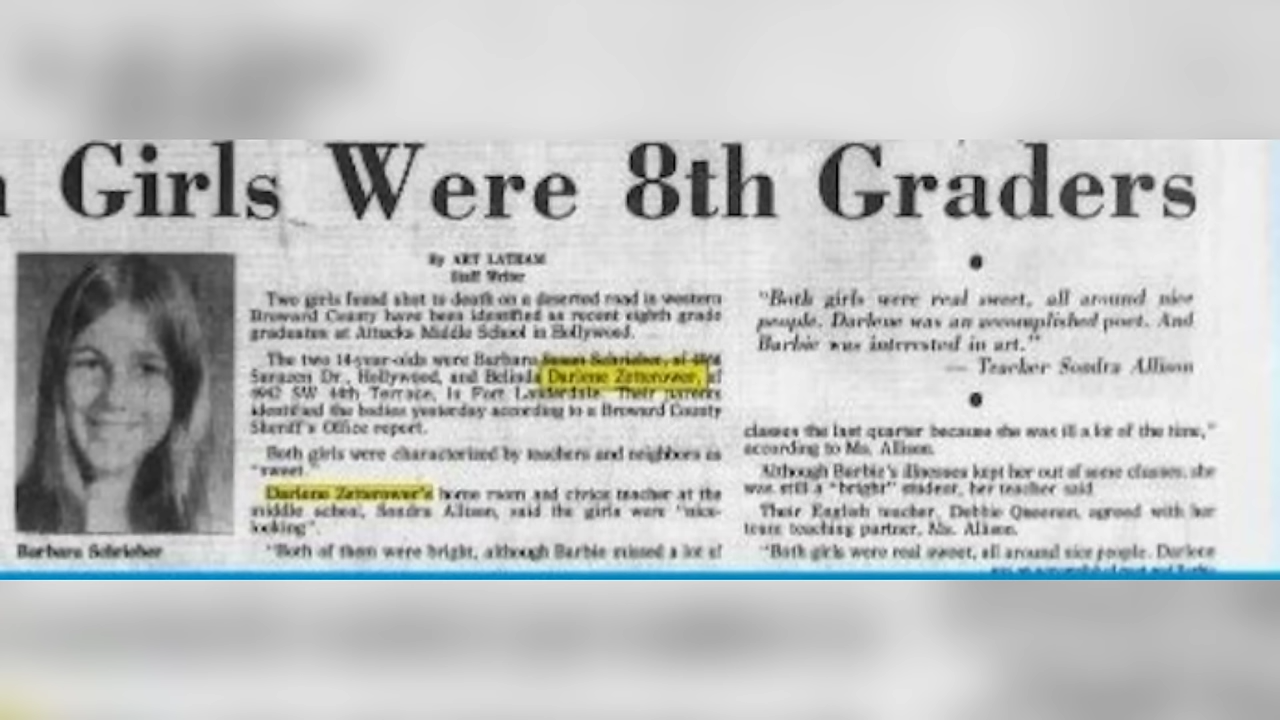 Girls Were 8th Graders
By ART LATHAM
Staff Writer
Two girls found shot to death on a deserted road in western
Broward County have been identified as recent eighth grade
graduates at Attucks Middle School in Hollywood.
The two 14-year-olds were Barbara Susan Schrieber, of
Sarazon Dr., Hollywood, and Belinda Darlene Zetterower, of
SW 44th Terrace, in Fort Lauderdale. Their parents
identified the bodies yesterday according to a Broward County
Sheriff's Office report.
Both girls were characterized by teachers and neighbors as
"sweet"
Darlene Zetterower's home room and civics teacher at the
middle school, Sondra Allison, said the girls were "nice-
looking".
"Both of them were bright, although Barbie missed a lot of
Barbara Schrieber
"Both girls were real sweet, all around nice
people. Darlene was an accomplished poet. And
Barbie was interested in art."
— Teacher Sondra Allison
classes the last quarter because she was ill a lot of the time,"
according to Ms. Allison.
Although Barbie's illnesses kept her out of some classes, she
was still a "bright" student, her teacher said
Their English teacher, Debbie agreed with her
team teaching partner, Ms. Allison.
"Both girls were real sweet, all around nice people. Darlene